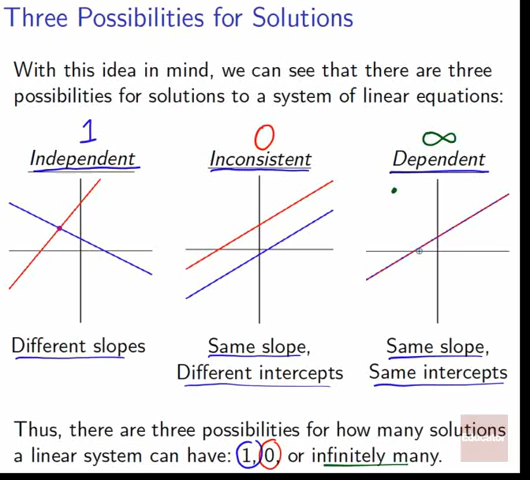 Three Possibilities for Solutions
With this idea in mind, we can see that there are three
possibilities for solutions to a system of linear equations:
1 0 ∞
Independent Inconsistent Dependent
Different slopes Same slope, Same slope,
Different intercepts Same intercepts
Thus, there are three possibilities for how many solutions
a linear system can have: 1, 0, or infinitely many.